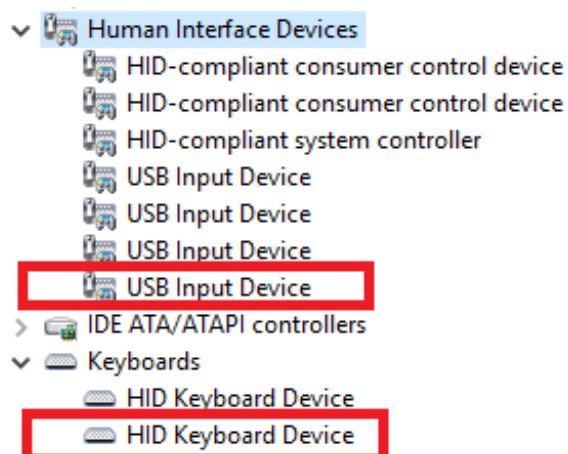 Human Interface Devices
HID-compliant consumer control device
HID-compliant consumer control device
HID-compliant system controller
USB Input Device
USB Input Device
USB Input Device
USB Input Device
IDE ATA/ATAPI controllers
Keyboards
HID Keyboard Device
HID Keyboard Device